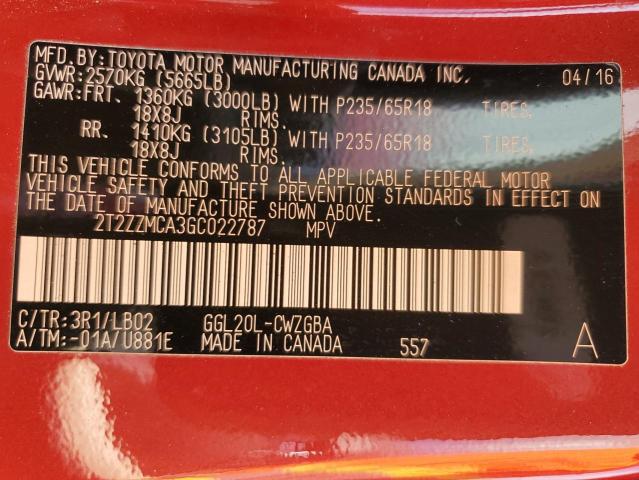 MFD. BY: TOYOTA MOTOR MANUFACTURING CANADA INC. 04/16
GVWR: 2570KG (5665LB)
GAWR: FRT. 1360KG (3000LB) WITH P235/65R18 TIRES,
18X8J RIMS.
RR. 1410KG (3105LB) WITH P235/65R18 TIRES,
18X8J RIMS.
THIS VEHICLE CONFORMS TO ALL APPLICABLE FEDERAL MOTOR
VEHICLE SAFETY AND THEFT PREVENTION STANDARDS IN EFFECT ON
THE DATE OF MANUFACTURE SHOWN ABOVE.
2T2ZZMCA3GC022787 MPV
C/TR: 3R1/LB02 GGL20L-CWZGBA
A/TM: -01A/U881E MADE IN CANADA 557 A